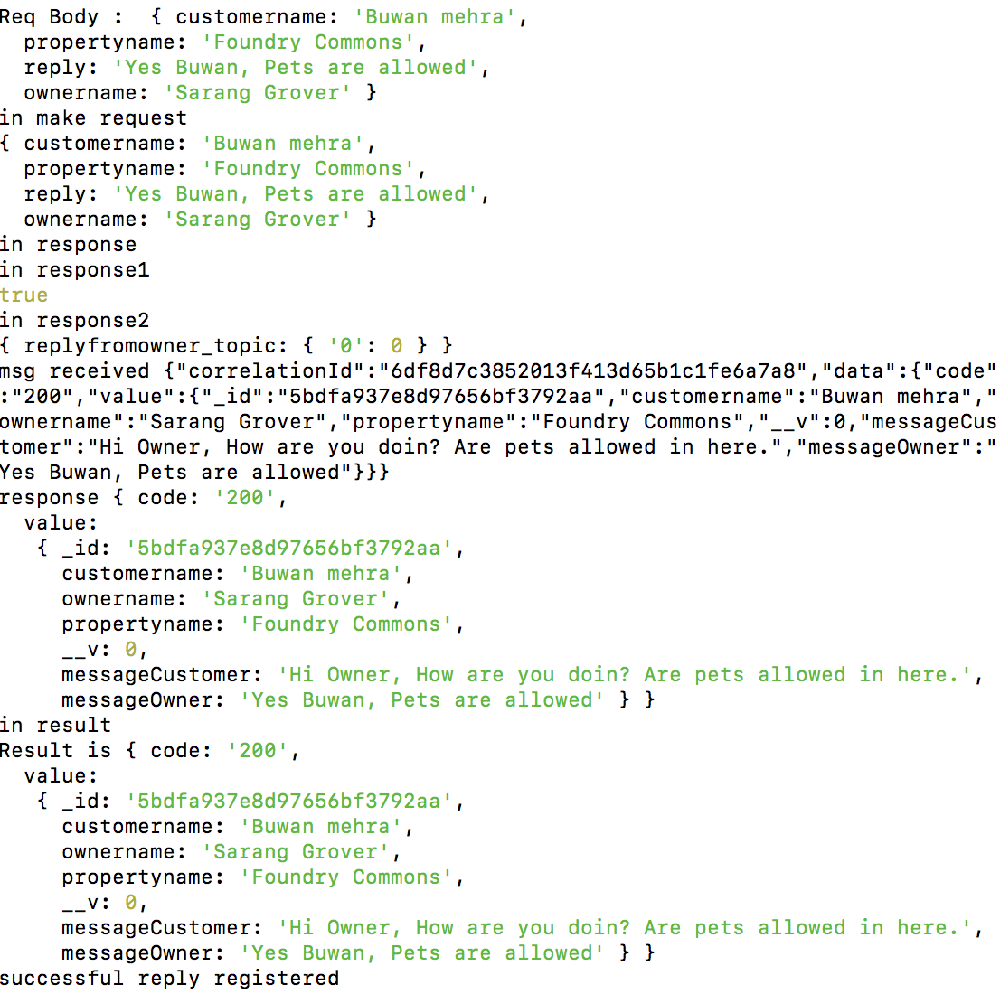 Req Body :  { customername: 'Buwan mehra',
  propertyname: 'Foundry Commons',
  reply: 'Yes Buwan, Pets are allowed',
  ownername: 'Sarang Grover' }
in make request
{ customername: 'Buwan mehra',
  propertyname: 'Foundry Commons',
  reply: 'Yes Buwan, Pets are allowed',
  ownername: 'Sarang Grover' }
in response
in response1
true
in response2
{ replyfromowner_topic: { '0': 0 } }
msg received {"correlationId":"6df8d7c3852013f413d65b1c1fe6a7a8","data":{"code"
:"200","value":{"_id":"5bdfa937e8d97656bf3792aa","customername":"Buwan mehra","
ownername":"Sarang Grover","propertyname":"Foundry Commons","__v":0,"messageCus
tomer":"Hi Owner, How are you doin? Are pets allowed in here.","messageOwner":"
Yes Buwan, Pets are allowed"}}}
response { code: '200',
  value:
   { _id: '5bdfa937e8d97656bf3792aa',
     customername: 'Buwan mehra',
     ownername: 'Sarang Grover',
     propertyname: 'Foundry Commons',
     __v: 0,
     messageCustomer: 'Hi Owner, How are you doin? Are pets allowed in here.',
     messageOwner: 'Yes Buwan, Pets are allowed' } }
in result
Result is { code: '200',
  value:
   { _id: '5bdfa937e8d97656bf3792aa',
     customername: 'Buwan mehra',
     ownername: 'Sarang Grover',
     propertyname: 'Foundry Commons',
     __v: 0,
     messageCustomer: 'Hi Owner, How are you doin? Are pets allowed in here.',
     messageOwner: 'Yes Buwan, Pets are allowed' } }
successful reply registered